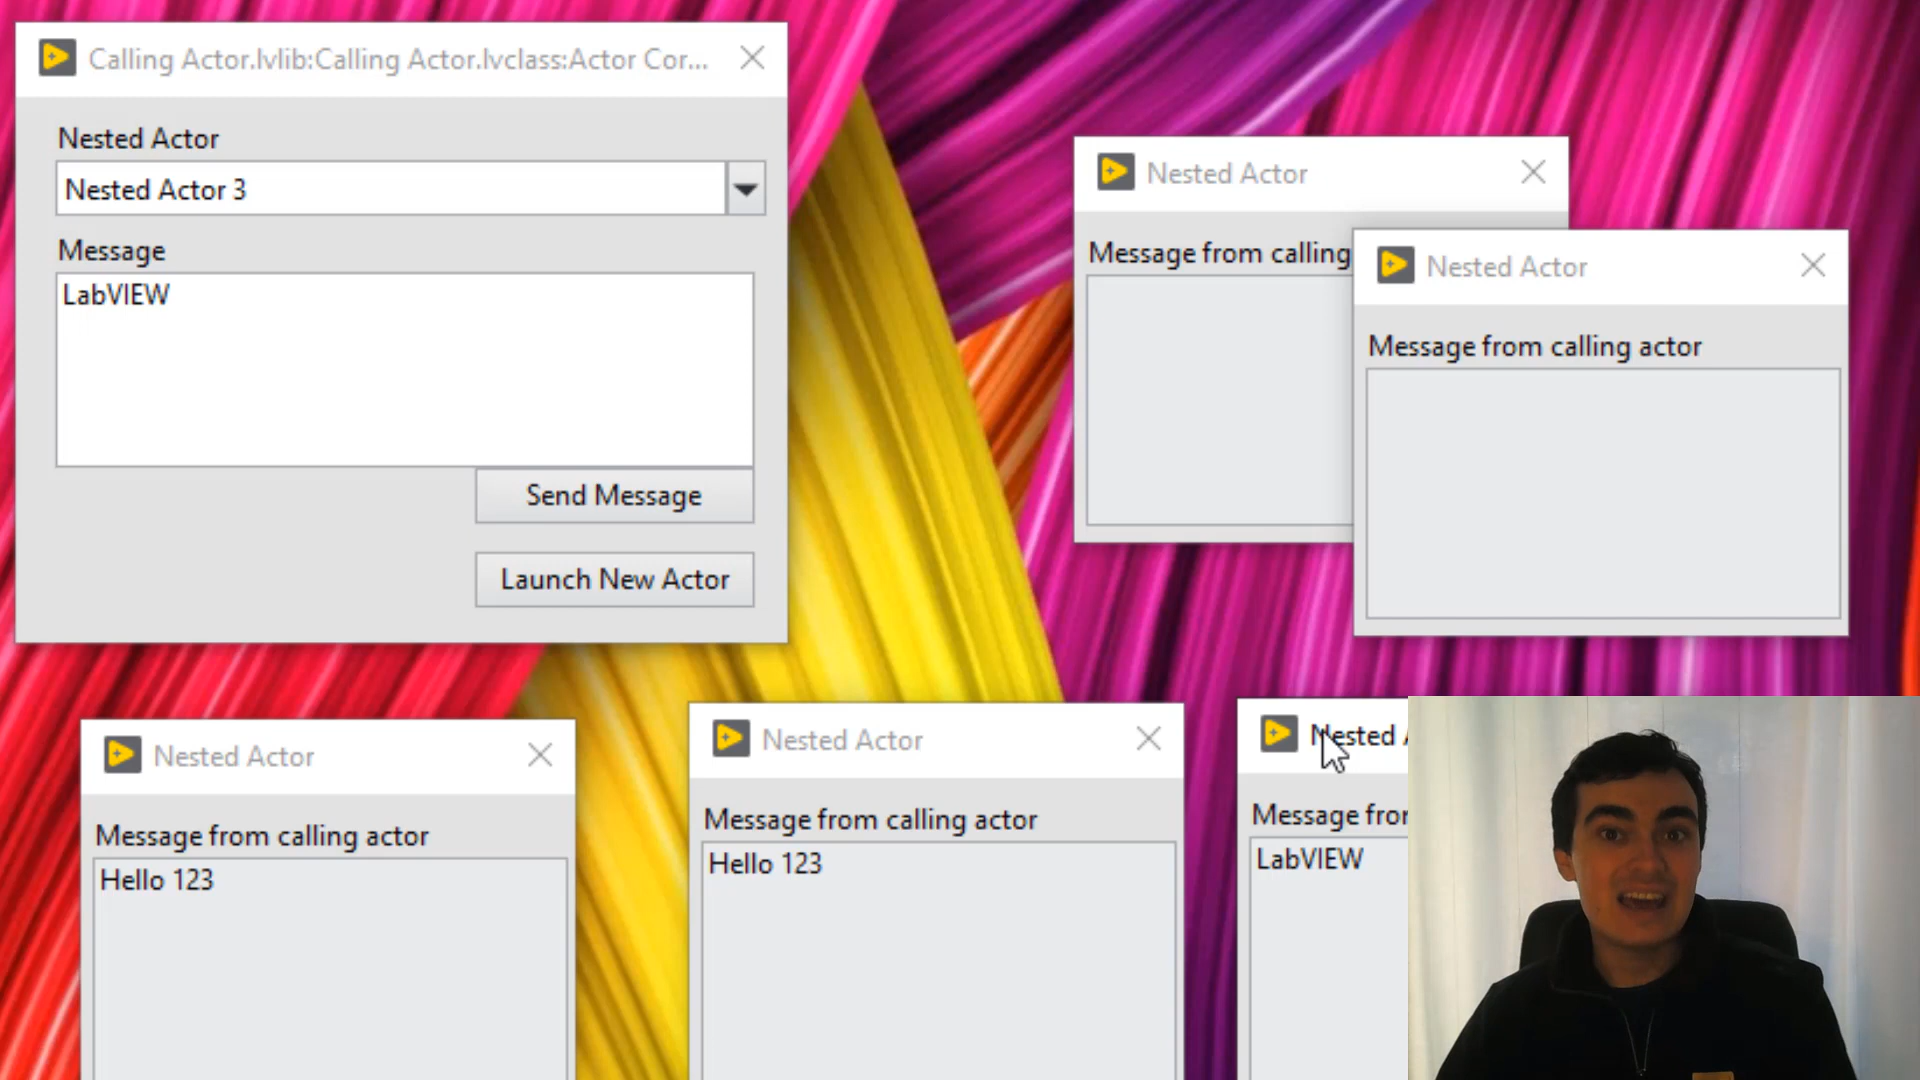 Calling Actor.lvlib:Calling Actor.lvclass:Actor Cor...
Nested Actor
Nested Actor 3
Message
LabVIEW
Send Message
Launch New Actor
Nested Actor
Message from calling
Nested Actor
Message from calling actor
Nested Actor
Message from calling actor
Hello 123
Nested Actor
Message from calling actor
Hello 123
Nested
Message from
LabVIEW